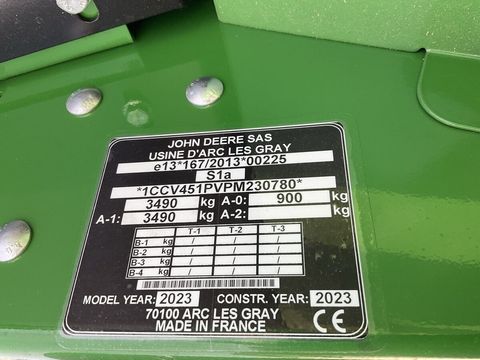 JOHN DEERE SAS
USINE D'ARC LES GRAY
e13*167/2013*00225
S1a
*1CCV451PVPM230780*
3490 kg A-0: 900 kg
A-1: 3490 kg A-2: kg
T-1 T-2 T-3
B-1 kg
B-2 kg
B-3 kg
B-4 kg
MODEL YEAR: 2023 CONSTR. YEAR: 2023
70100 ARC LES GRAY
MADE IN FRANCE CE